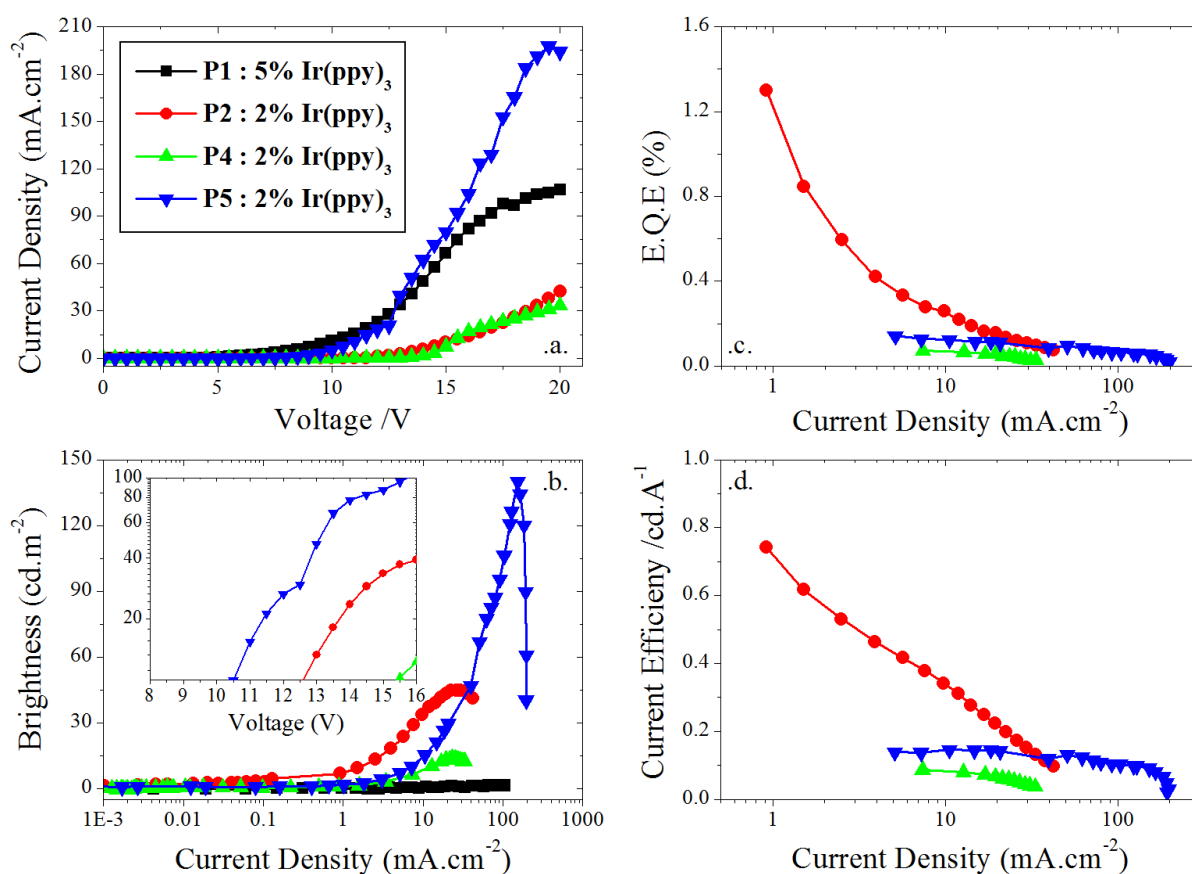 210
180
150
120
90
60
30
0
Current Density (mA.cm-2)
P1 : 5% Ir(ppy)3
P2 : 2% Ir(ppy)3
P4 : 2% Ir(ppy)3
P5 : 2% Ir(ppy)3
.a.
0 5 10 15 20
Voltage /V
1.6
1.2
0.8
0.4
0.0
E.Q.E (%)
.c.
1 10 100
Current Density (mA.cm-2)
150
120
90
60
30
0
Brightness (cd.m-2)
.b.
100
80
60
40
20
8 9 10 11 12 13 14 15 16
Voltage (V)
1E-3 0.01 0.1 1 10 100 1000
Current Density (mA.cm-2)
.d.
1.0
0.8
0.6
0.4
0.2
0.0
Current Efficieny /cd.A-1
1 10 100
Current Density (mA.cm-2)